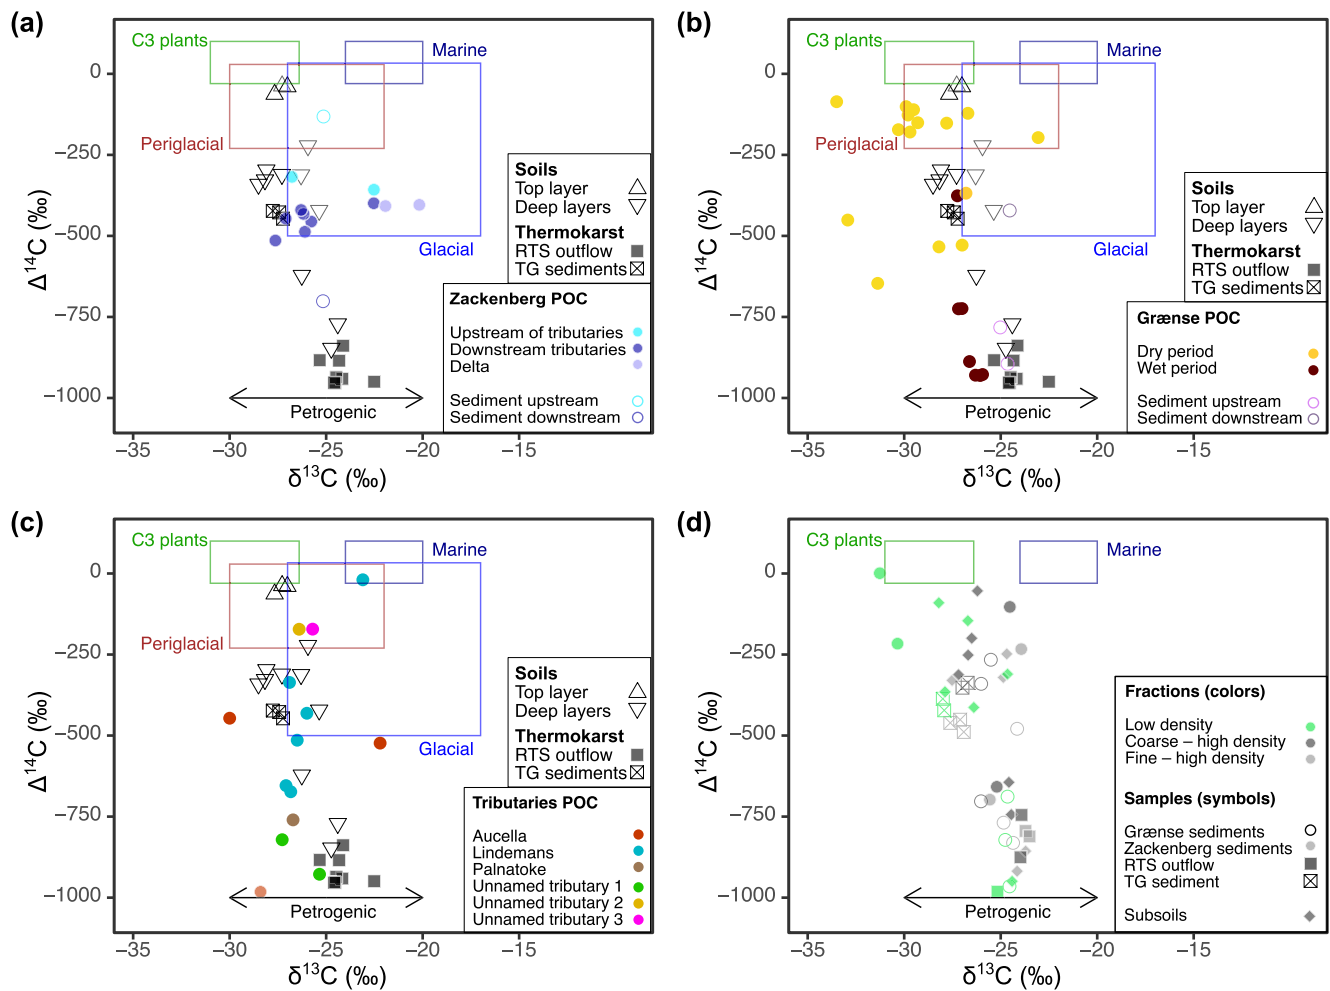 (a)
C3 plants
Marine
Periglacial
Glacial
Petrogenic
0
−250
−500
−750
−1000
Δ¹⁴C (‰)
−35
−30
−25
−20
−15
δ¹³C (‰)
Soils
Top layer
Deep layers
Thermokarst
RTS outflow
TG sediments
Zackenberg POC
Upstream of tributaries
Downstream tributaries
Delta
Sediment upstream
Sediment downstream
(b)
C3 plants
Marine
Periglacial
Glacial
Petrogenic
0
−250
−500
−750
−1000
Δ¹⁴C (‰)
−35
−30
−25
−20
−15
δ¹³C (‰)
Soils
Top layer
Deep layers
Thermokarst
RTS outflow
TG sediments
Grænse POC
Dry period
Wet period
Sediment upstream
Sediment downstream
(c)
C3 plants
Marine
Periglacial
Glacial
Petrogenic
0
−250
−500
−750
−1000
Δ¹⁴C (‰)
−35
−30
−25
−20
−15
δ¹³C (‰)
Soils
Top layer
Deep layers
Thermokarst
RTS outflow
TG sediments
Tributaries POC
Aucella
Lindemans
Palnatoke
Unnamed tributary 1
Unnamed tributary 2
Unnamed tributary 3
(d)
C3 plants
Marine
Petrogenic
0
−250
−500
−750
−1000
Δ¹⁴C (‰)
−35
−30
−25
−20
−15
δ¹³C (‰)
Fractions (colors)
Low density
Coarse – high density
Fine – high density
Samples (symbols)
Grænse sediments
Zackenberg sediments
RTS outflow
TG sediment
Subsoils